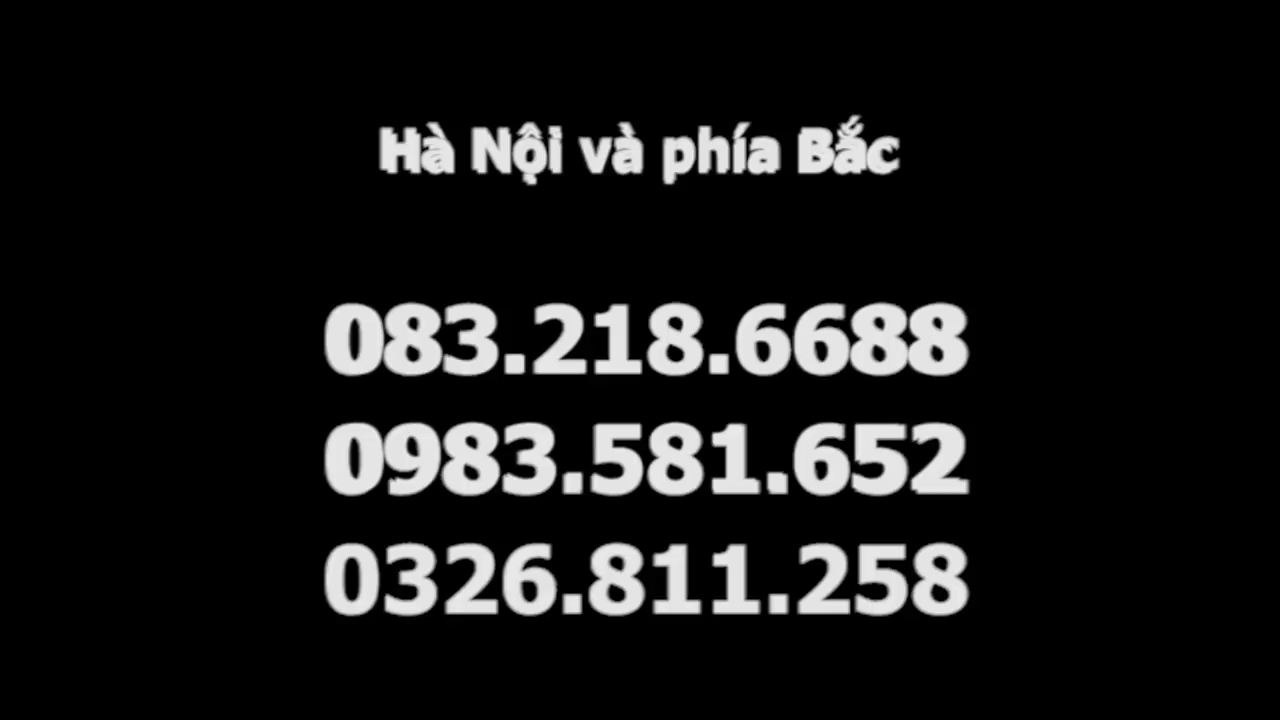 Hà Nội và phía Bắc
083.218.6688
0983.581.652
0326.811.258